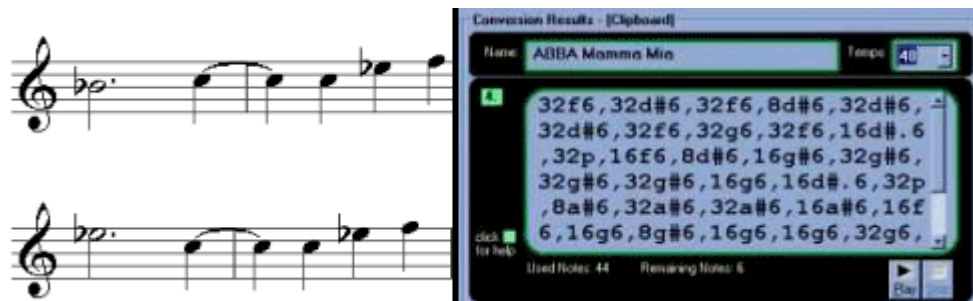 Conversion Results - [Clipboard]
Name ABBA Mamma Mia Tempo 40
4.
32f6,32d#6,32f6,8d#6,32d#6,
32d#6,32f6,32g6,32f6,16d#.6
,32p,16f6,8d#6,16g#6,32g#6,
32g#6,32g#6,16g6,16d#.6,32p
,8a#6,32a#6,32a#6,16a#6,16f
6,16g6,8g#6,16g6,16g6,32g6,
click
for help
Used Notes: 44 Remaining Notes: 6
Play